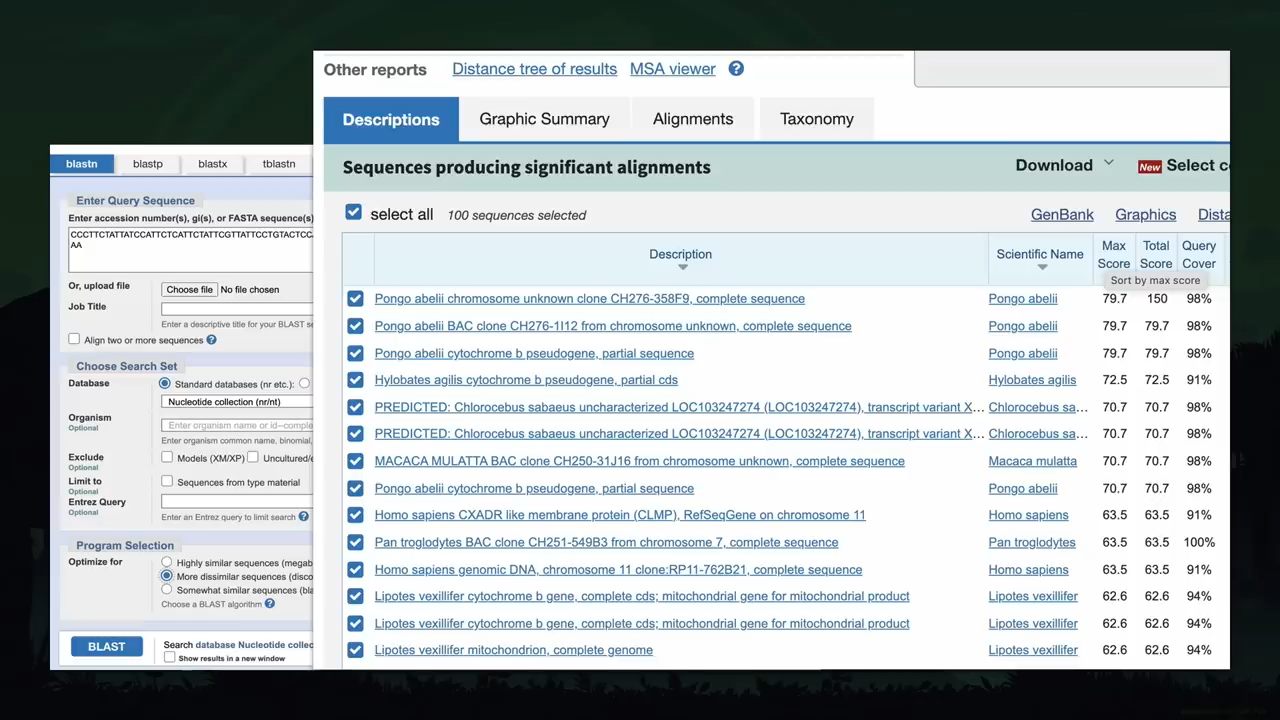 blastn blastp blastx tblastn
Enter Query Sequence
Enter accession number(s), gi(s), or FASTA sequence(s)
CCCTTCTATTATCCATTCTCATTCTATTCGTTATTCCTGTACTCC
AA
Or, upload file Choose file No file chosen
Job Title
Enter a descriptive title for your BLAST
Align two or more sequences ?
Choose Search Set
Database Standard databases (nr etc.):
Nucleotide collection (nr/nt)
Organism
Optional
Enter organism name or
Enter organism common name, binomial,
Exclude
Optional
Models (XM/XP)
Limit to
Optional
Sequences from type material
Entrez Query
Optional
Enter an Entrez query to limit search ?
Program Selection
Optimize for Highly similar sequences
More dissimilar sequences
Somewhat similar sequences
Choose a BLAST algorithm ?
BLAST Search database Nucleotide
Show results in a new window
Other reports Distance tree of results MSA viewer ?
Descriptions Graphic Summary Alignments Taxonomy
Sequences producing significant alignments Download New Select
select all 100 sequences selected GenBank Graphics
Description Scientific Name Max Score Total Score Query Cover
Sort by max score
Pongo abelii chromosome unknown clone CH276-358F9, complete sequence Pongo abelii 79.7 150 98%
Pongo abelii BAC clone CH276-1I12 from chromosome unknown, complete sequence Pongo abelii 79.7 79.7 98%
Pongo abelii cytochrome b pseudogene, partial sequence Pongo abelii 79.7 79.7 98%
Hylobates agilis cytochrome b pseudogene, partial cds Hylobates agilis 72.5 72.5 91%
PREDICTED: Chlorocebus sabaeus uncharacterized LOC103247274 (LOC103247274), transcript variant X... Chlorocebus sa... 70.7 70.7 98%
PREDICTED: Chlorocebus sabaeus uncharacterized LOC103247274 (LOC103247274), transcript variant X... Chlorocebus sa... 70.7 70.7 98%
MACACA MULATTA BAC clone CH250-31J16 from chromosome unknown, complete sequence Macaca mulatta 70.7 70.7 98%
Pongo abelii cytochrome b pseudogene, partial sequence Pongo abelii 70.7 70.7 98%
Homo sapiens CXADR like membrane protein (CLMP), RefSeqGene on chromosome 11 Homo sapiens 63.5 63.5 91%
Pan troglodytes BAC clone CH251-549B3 from chromosome 7, complete sequence Pan troglodytes 63.5 63.5 100%
Homo sapiens genomic DNA, chromosome 11 clone:RP11-762B21, complete sequence Homo sapiens 63.5 63.5 91%
Lipotes vexillifer cytochrome b gene, complete cds; mitochondrial gene for mitochondrial product Lipotes vexillifer 62.6 62.6 94%
Lipotes vexillifer cytochrome b gene, complete cds; mitochondrial gene for mitochondrial product Lipotes vexillifer 62.6 62.6 94%
Lipotes vexillifer mitochondrion, complete genome Lipotes vexillifer 62.6 62.6 94%